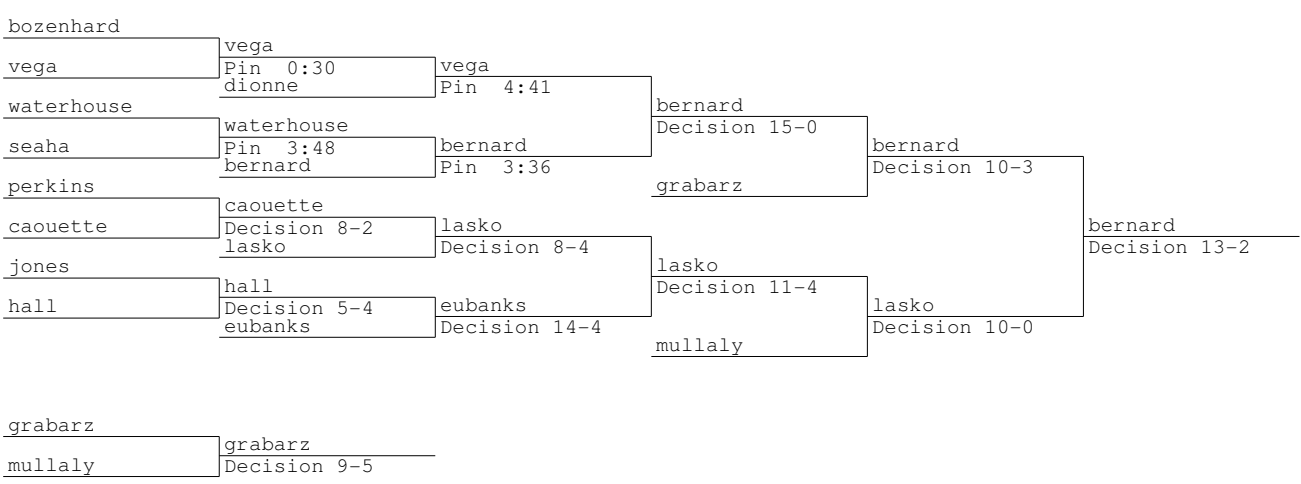 bozenhard
vega
vega
Pin 0:30
vega
dionne
Pin 4:41
waterhouse
bernard
waterhouse
Decision 15-0
seaha
Pin 3:48
bernard
bernard
bernard
Pin 3:36
Decision 10-3
perkins
grabarz
caouette
caouette
Decision 8-2
lasko
bernard
lasko
Decision 8-4
Decision 13-2
jones
lasko
hall
Decision 11-4
hall
Decision 5-4
eubanks
lasko
eubanks
Decision 14-4
Decision 10-0
mullaly
grabarz
grabarz
mullaly
Decision 9-5